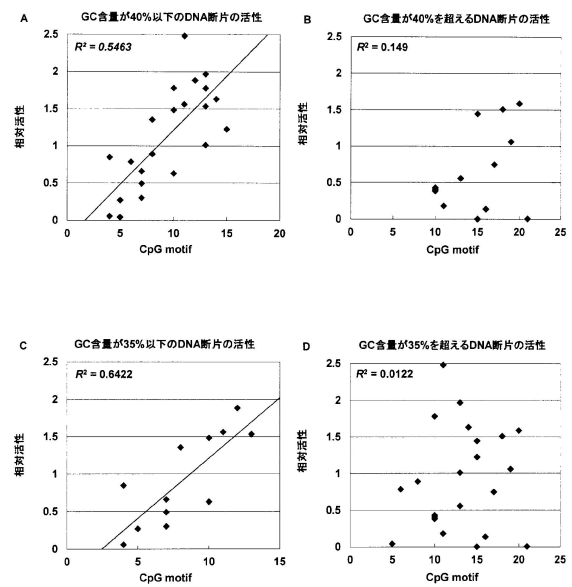 A
GC含量が40%以下のDNA断片の活性
R² = 0.5463
2.5
2
1.5
1
0.5
0
相対活性
0 5 10 15 20
CpG motif
B
GC含量が40%を超えるDNA断片の活性
R² = 0.149
2.5
2
1.5
1
0.5
0
相対活性
0 5 10 15 20 25
CpG motif
C
GC含量が35%以下のDNA断片の活性
R² = 0.6422
2.5
2
1.5
1
0.5
0
相対活性
0 5 10 15
CpG motif
D
GC含量が35%を超えるDNA断片の活性
R² = 0.0122
2.5
2
1.5
1
0.5
0
相対活性
0 5 10 15 20 25
CpG motif